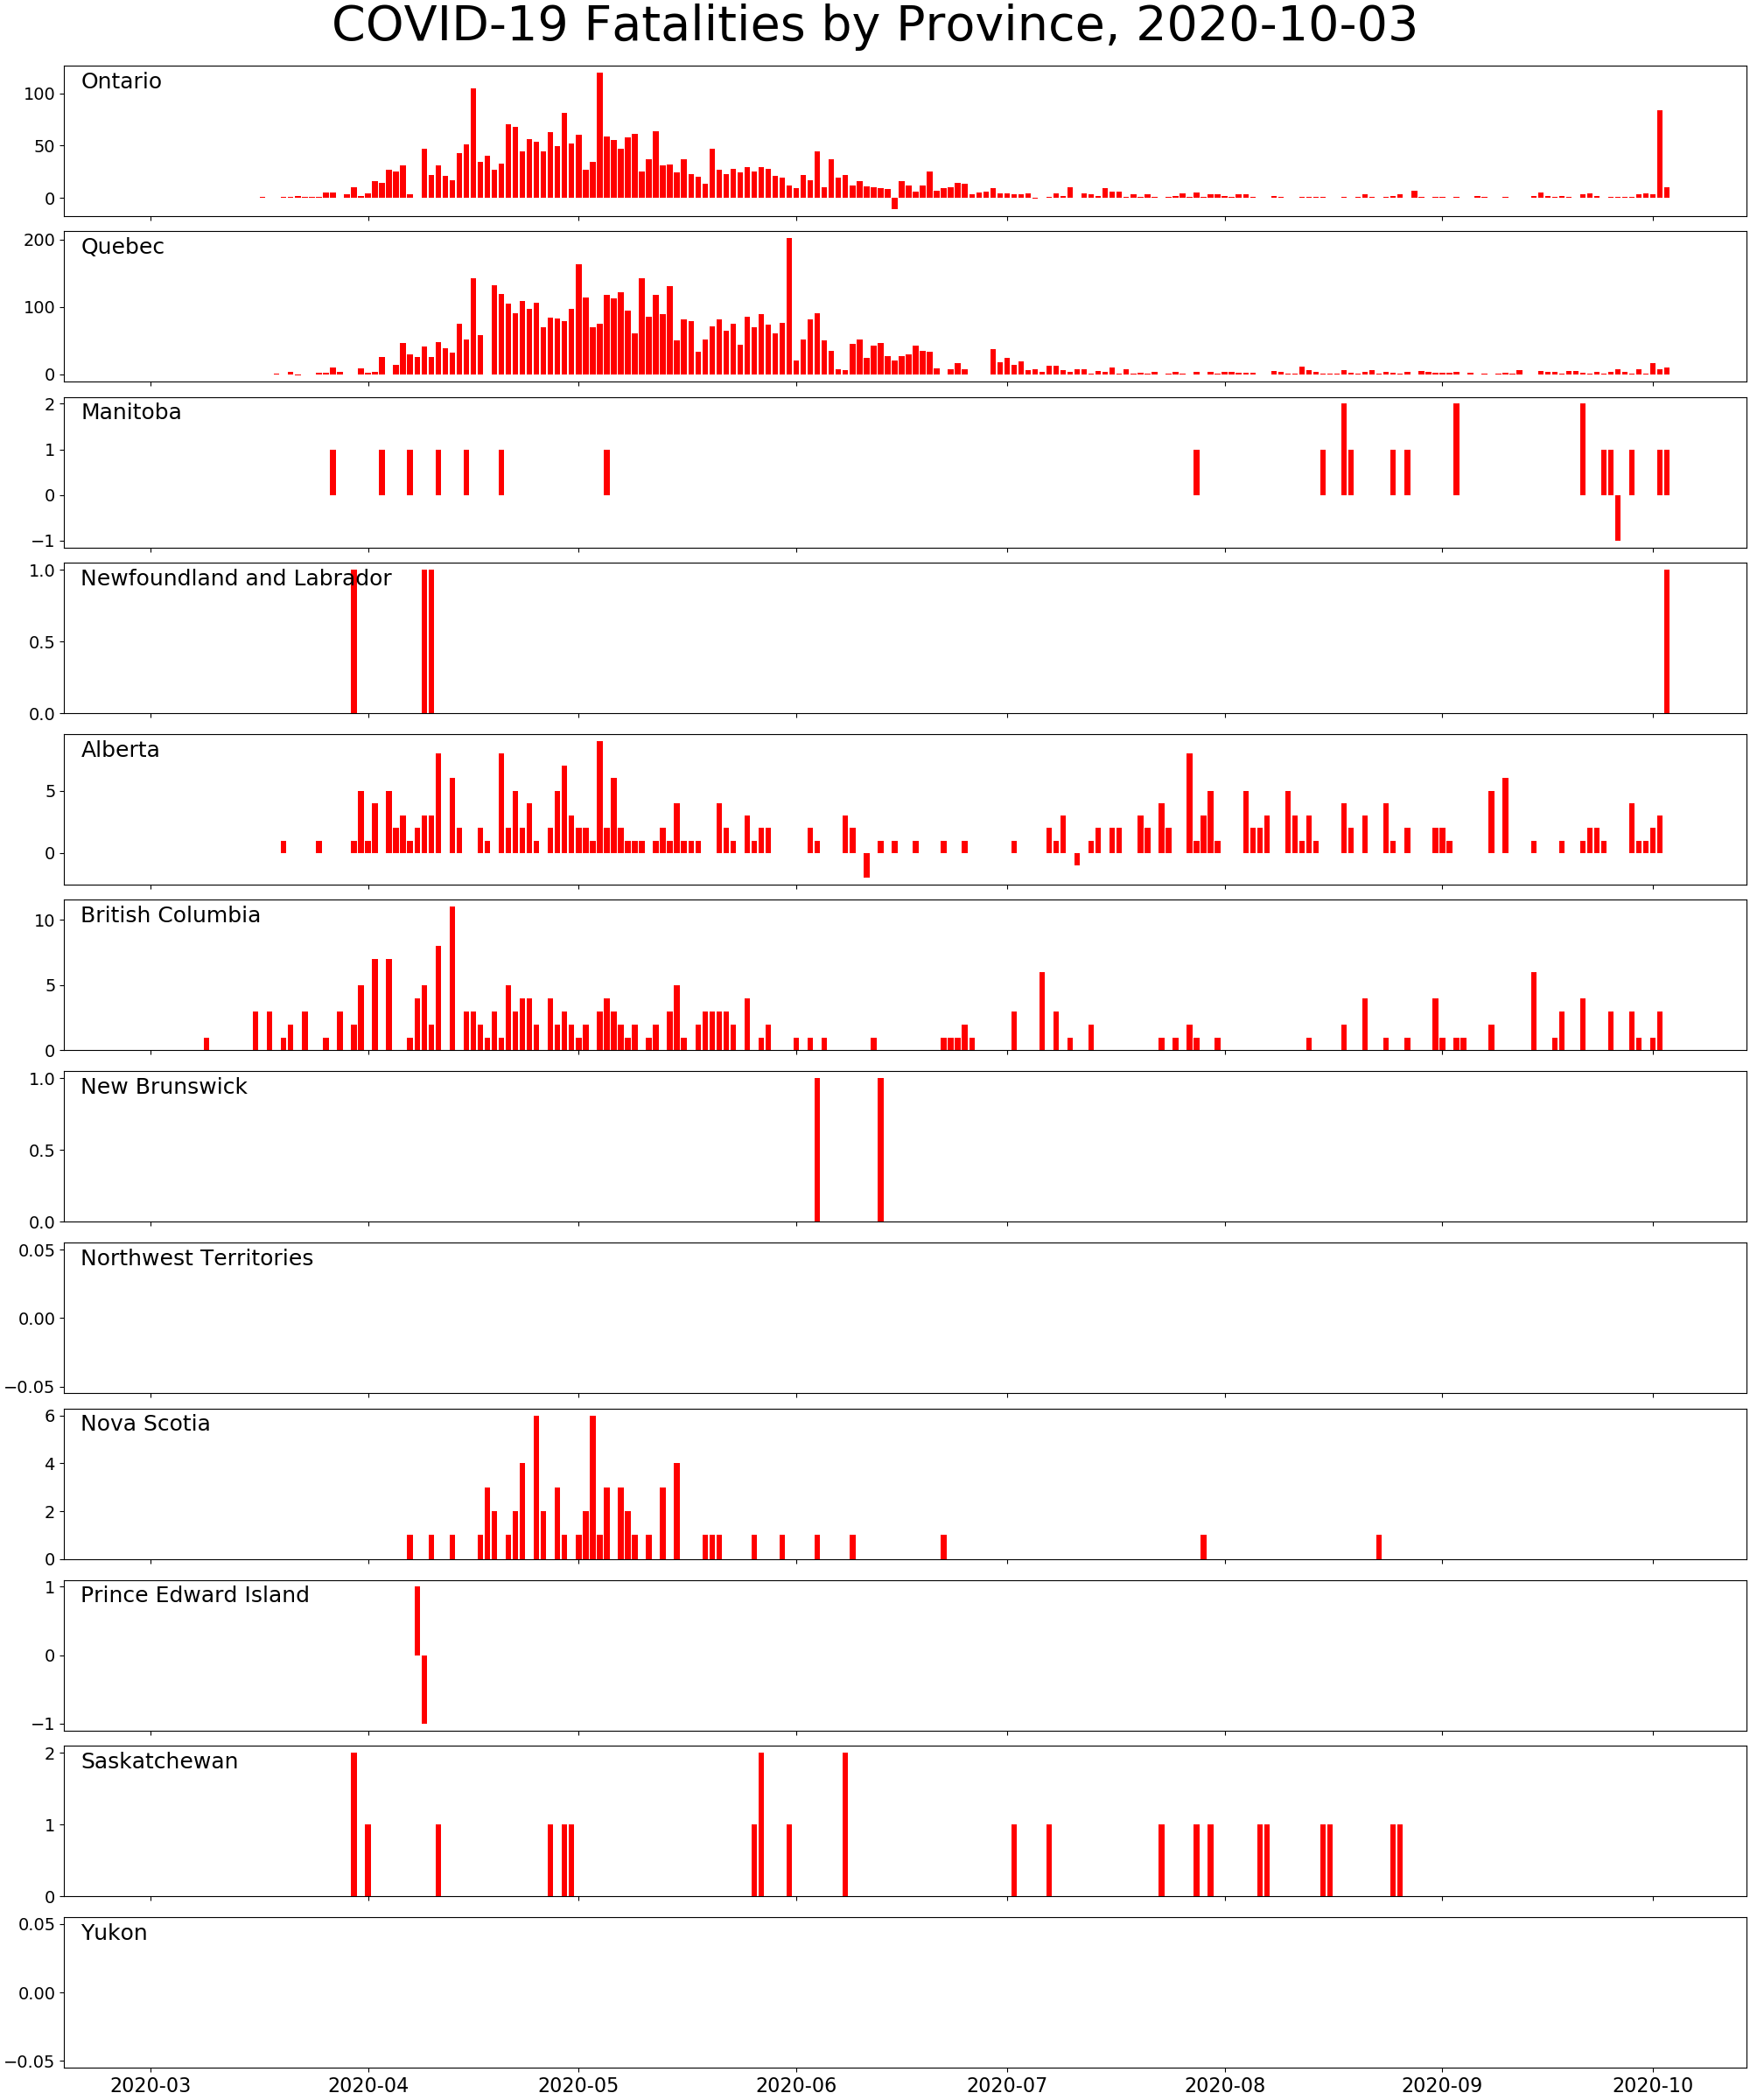 COVID-19 Fatalities by Province, 2020-10-03
Ontario
100
50
0
Quebec
200
100
0
Manitoba
2
1
0
−1
Newfoundland and Labrador
1.0
0.5
0.0
Alberta
5
0
British Columbia
10
5
0
New Brunswick
1.0
0.5
0.0
Northwest Territories
0.05
0.00
−0.05
Nova Scotia
6
4
2
0
Prince Edward Island
1
0
−1
Saskatchewan
2
1
0
Yukon
0.05
0.00
−0.05
2020-03 2020-04 2020-05 2020-06 2020-07 2020-08 2020-09 2020-10